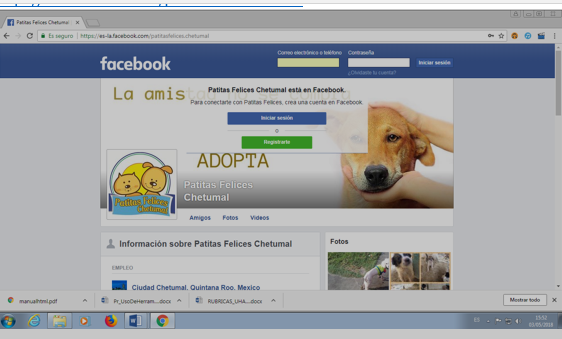 Patitas Felices Chetumal
Es seguro
https://es-la.facebook.com/patitasfelices.chetumal
Correo electrónico o teléfono
Contraseña
facebook
Iniciar sesión
¿Olvidaste tu cuenta?
La amis
Patitas Felices Chetumal está en Facebook.
Para conectarte con Patitas Felices, crea una cuenta en Facebook.
Iniciar sesión
o
Registrarte
ADOPTA
Patitas Felices
Chetumal
Patitas Felices
Chetumal
Amigos
Fotos
Videos
Información sobre Patitas Felices Chetumal
Fotos
EMPLEO
Ciudad Chetumal, Quintana Roo, Mexico
manualhtml.pdf
Pr_UsoDeHerram....docx
RUBRICAS_UHA....docx
Mostrar todo
ES
15:52
03/05/2018